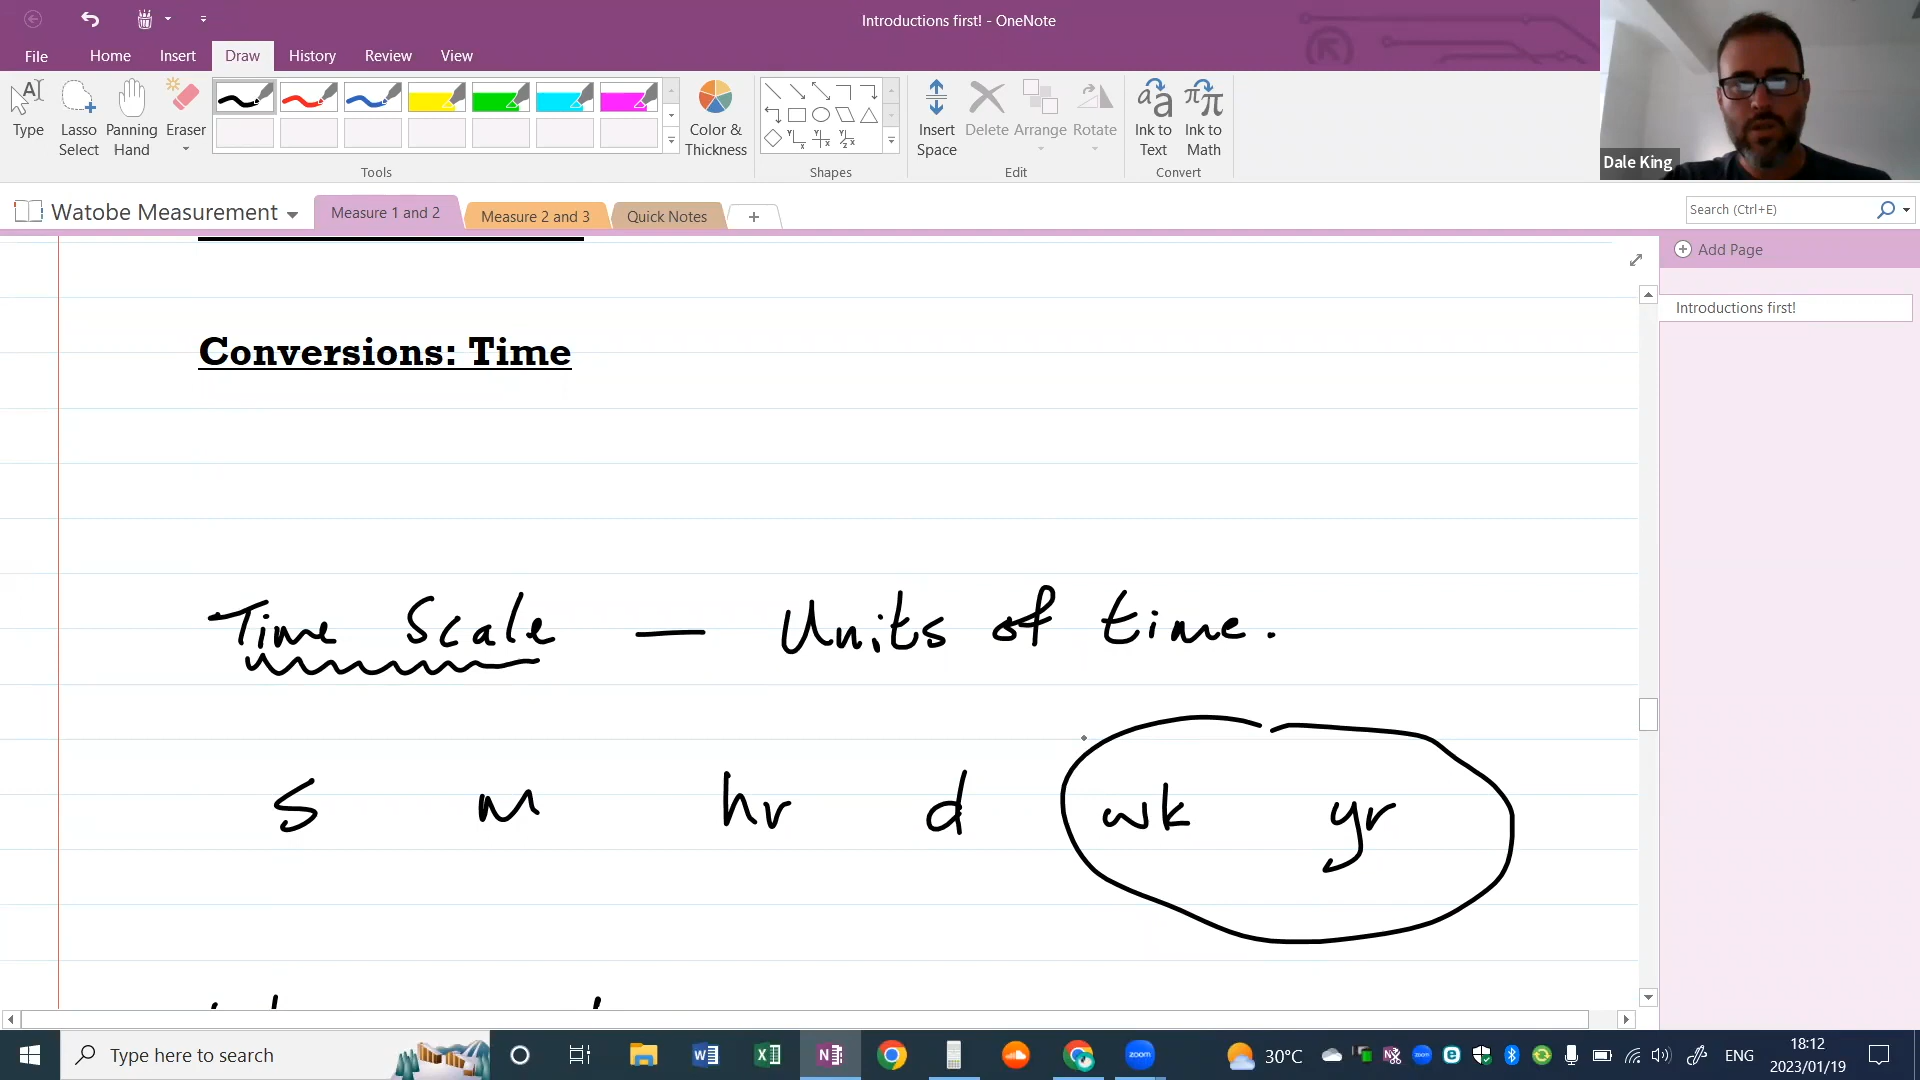 Introductions first! - OneNote
File Home Insert Draw History Review View
Type
Lasso Select
Panning Hand
Eraser
Color & Thickness
Insert Space
Delete
Arrange
Rotate
Ink to Text
Ink to Math
Tools
Shapes
Edit
Convert
Dale King
Watobe Measurement
Measure 1 and 2
Measure 2 and 3
Quick Notes
Search (Ctrl+E)
Add Page
Introductions first!
Conversions: Time
Time Scale — Units of time.
s m hr d wk yr
Type here to search
30°C
ENG
18:12
2023/01/19